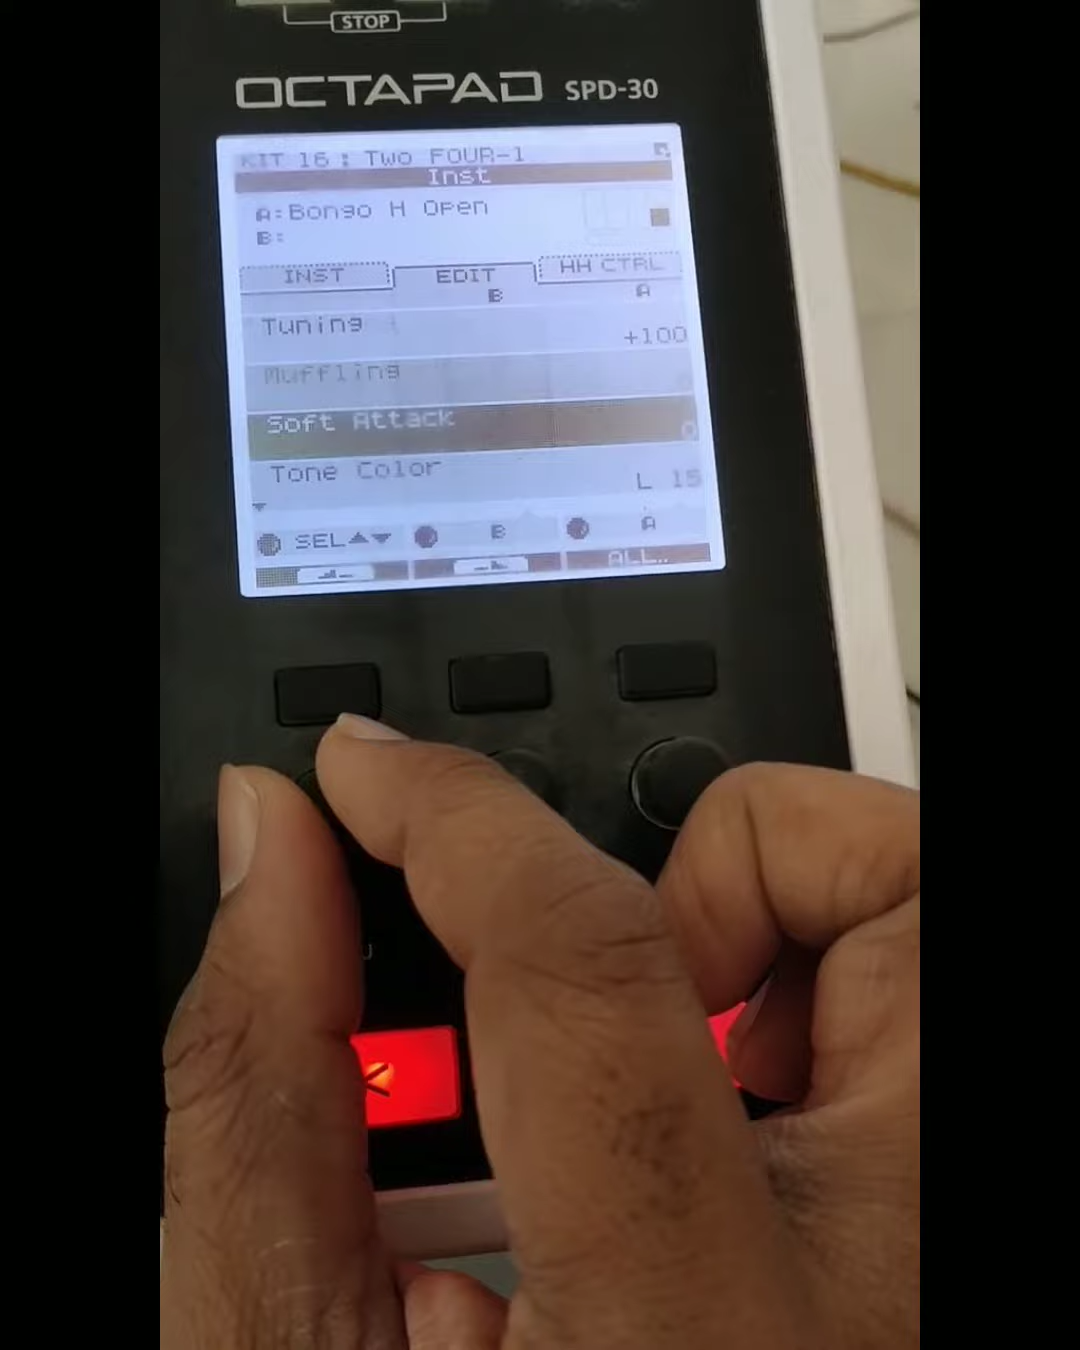 STOP
OCTAPAD SPD-30
KIT 16: Two FOUR-1
Inst
A:Bongo H Open
B:
INST EDIT HH CTRL
B A
Tuning +100
Muffling
Soft Attack 0
Tone Color L 15
SEL▲▼ B A
ALL..
U